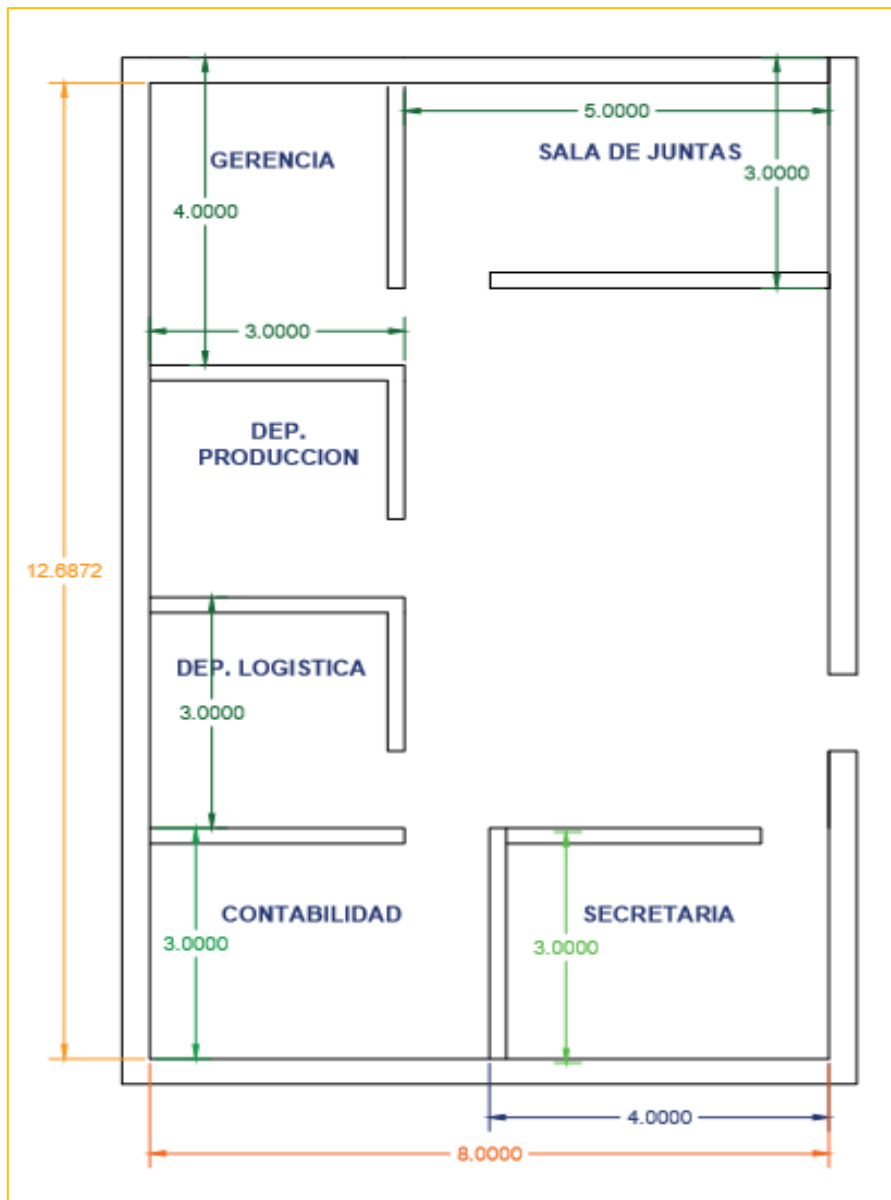 5.0000
SALA DE JUNTAS
GERENCIA
3.0000
4.0000
3.0000
DEP.
PRODUCCION
12.6872
DEP. LOGISTICA
3.0000
CONTABILIDAD
SECRETARIA
3.0000
3.0000
4.0000
8.0000